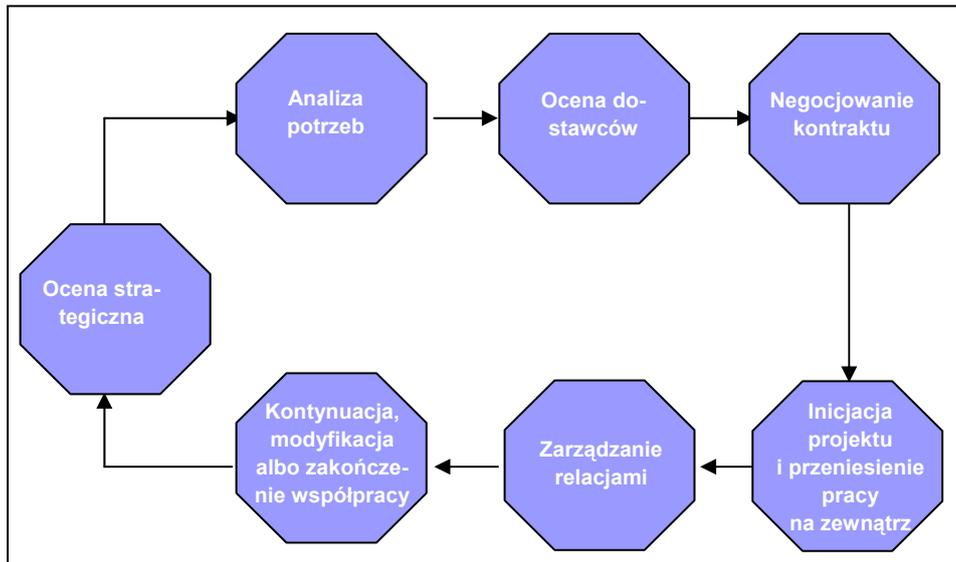 Analiza
potrzeb
Ocena do-
stawców
Negocjowanie
kontraktu
Ocena stra-
tegiczna
Kontynuacja,
modyfikacja
albo zakończe-
nie współpracy
Zarządzanie
relacjami
Inicjacja
projektu
i przeniesienie
pracy
na zewnątrz